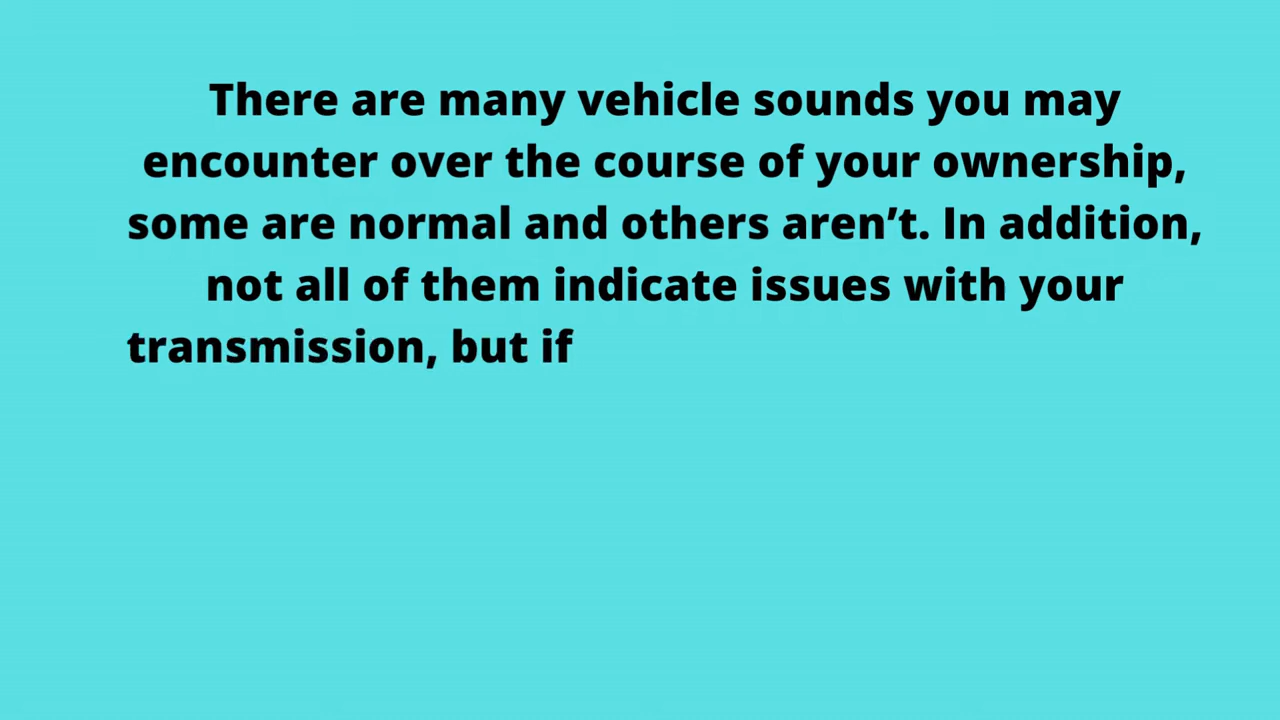 There are many vehicle sounds you may
encounter over the course of your ownership,
some are normal and others aren’t. In addition,
not all of them indicate issues with your
transmission, but if